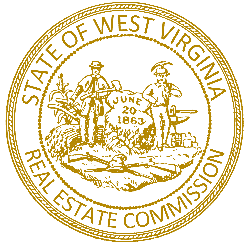 STATE OF WEST VIRGINIA
JUNE
20
1863
REAL ESTATE COMMISSION